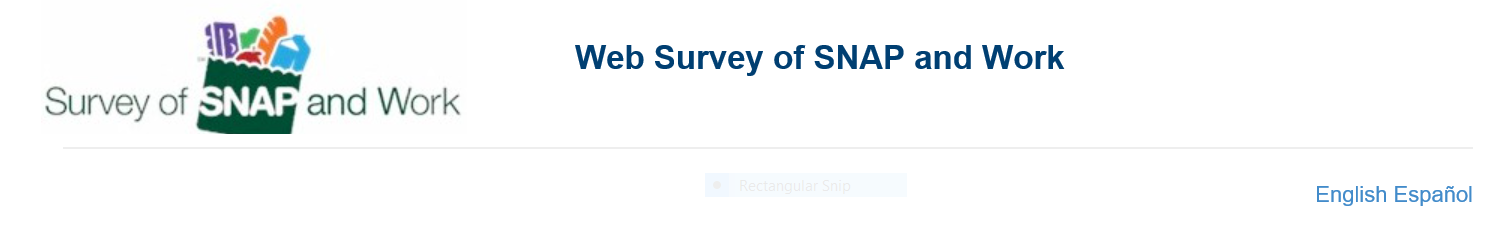 Survey of SNAP and Work
Web Survey of SNAP and Work
Rectangular Snip
English Español